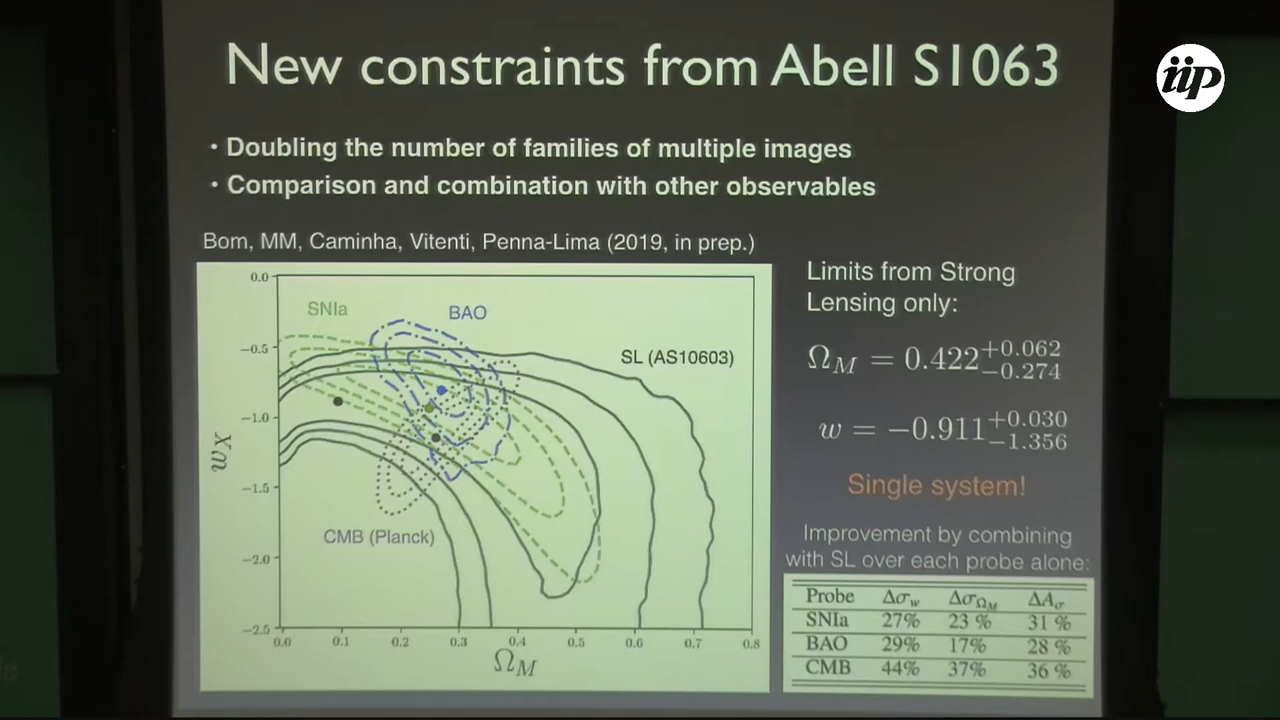 New constraints from Abell S1063
iip
• Doubling the number of families of multiple images
• Comparison and combination with other observables
Bom, MM, Caminha, Vitenti, Penna-Lima (2019, in prep.)
0.0
−0.5
−1.0
−1.5
−2.0
−2.5
w_X
SNIa
BAO
SL (AS10603)
CMB (Planck)
0.0 0.1 0.2 0.3 0.4 0.5 0.6 0.7 0.8
Ω_M
Limits from Strong
Lensing only:
Ω_M = 0.422^{+0.062}_{−0.274}
w = −0.911^{+0.030}_{−1.356}
Single system!
Improvement by combining
with SL over each probe alone:
Probe Δσ_w Δσ_{Ω_M} ΔA_σ
SNIa 27% 23 % 31 %
BAO 29% 17% 28 %
CMB 44% 37% 36 %